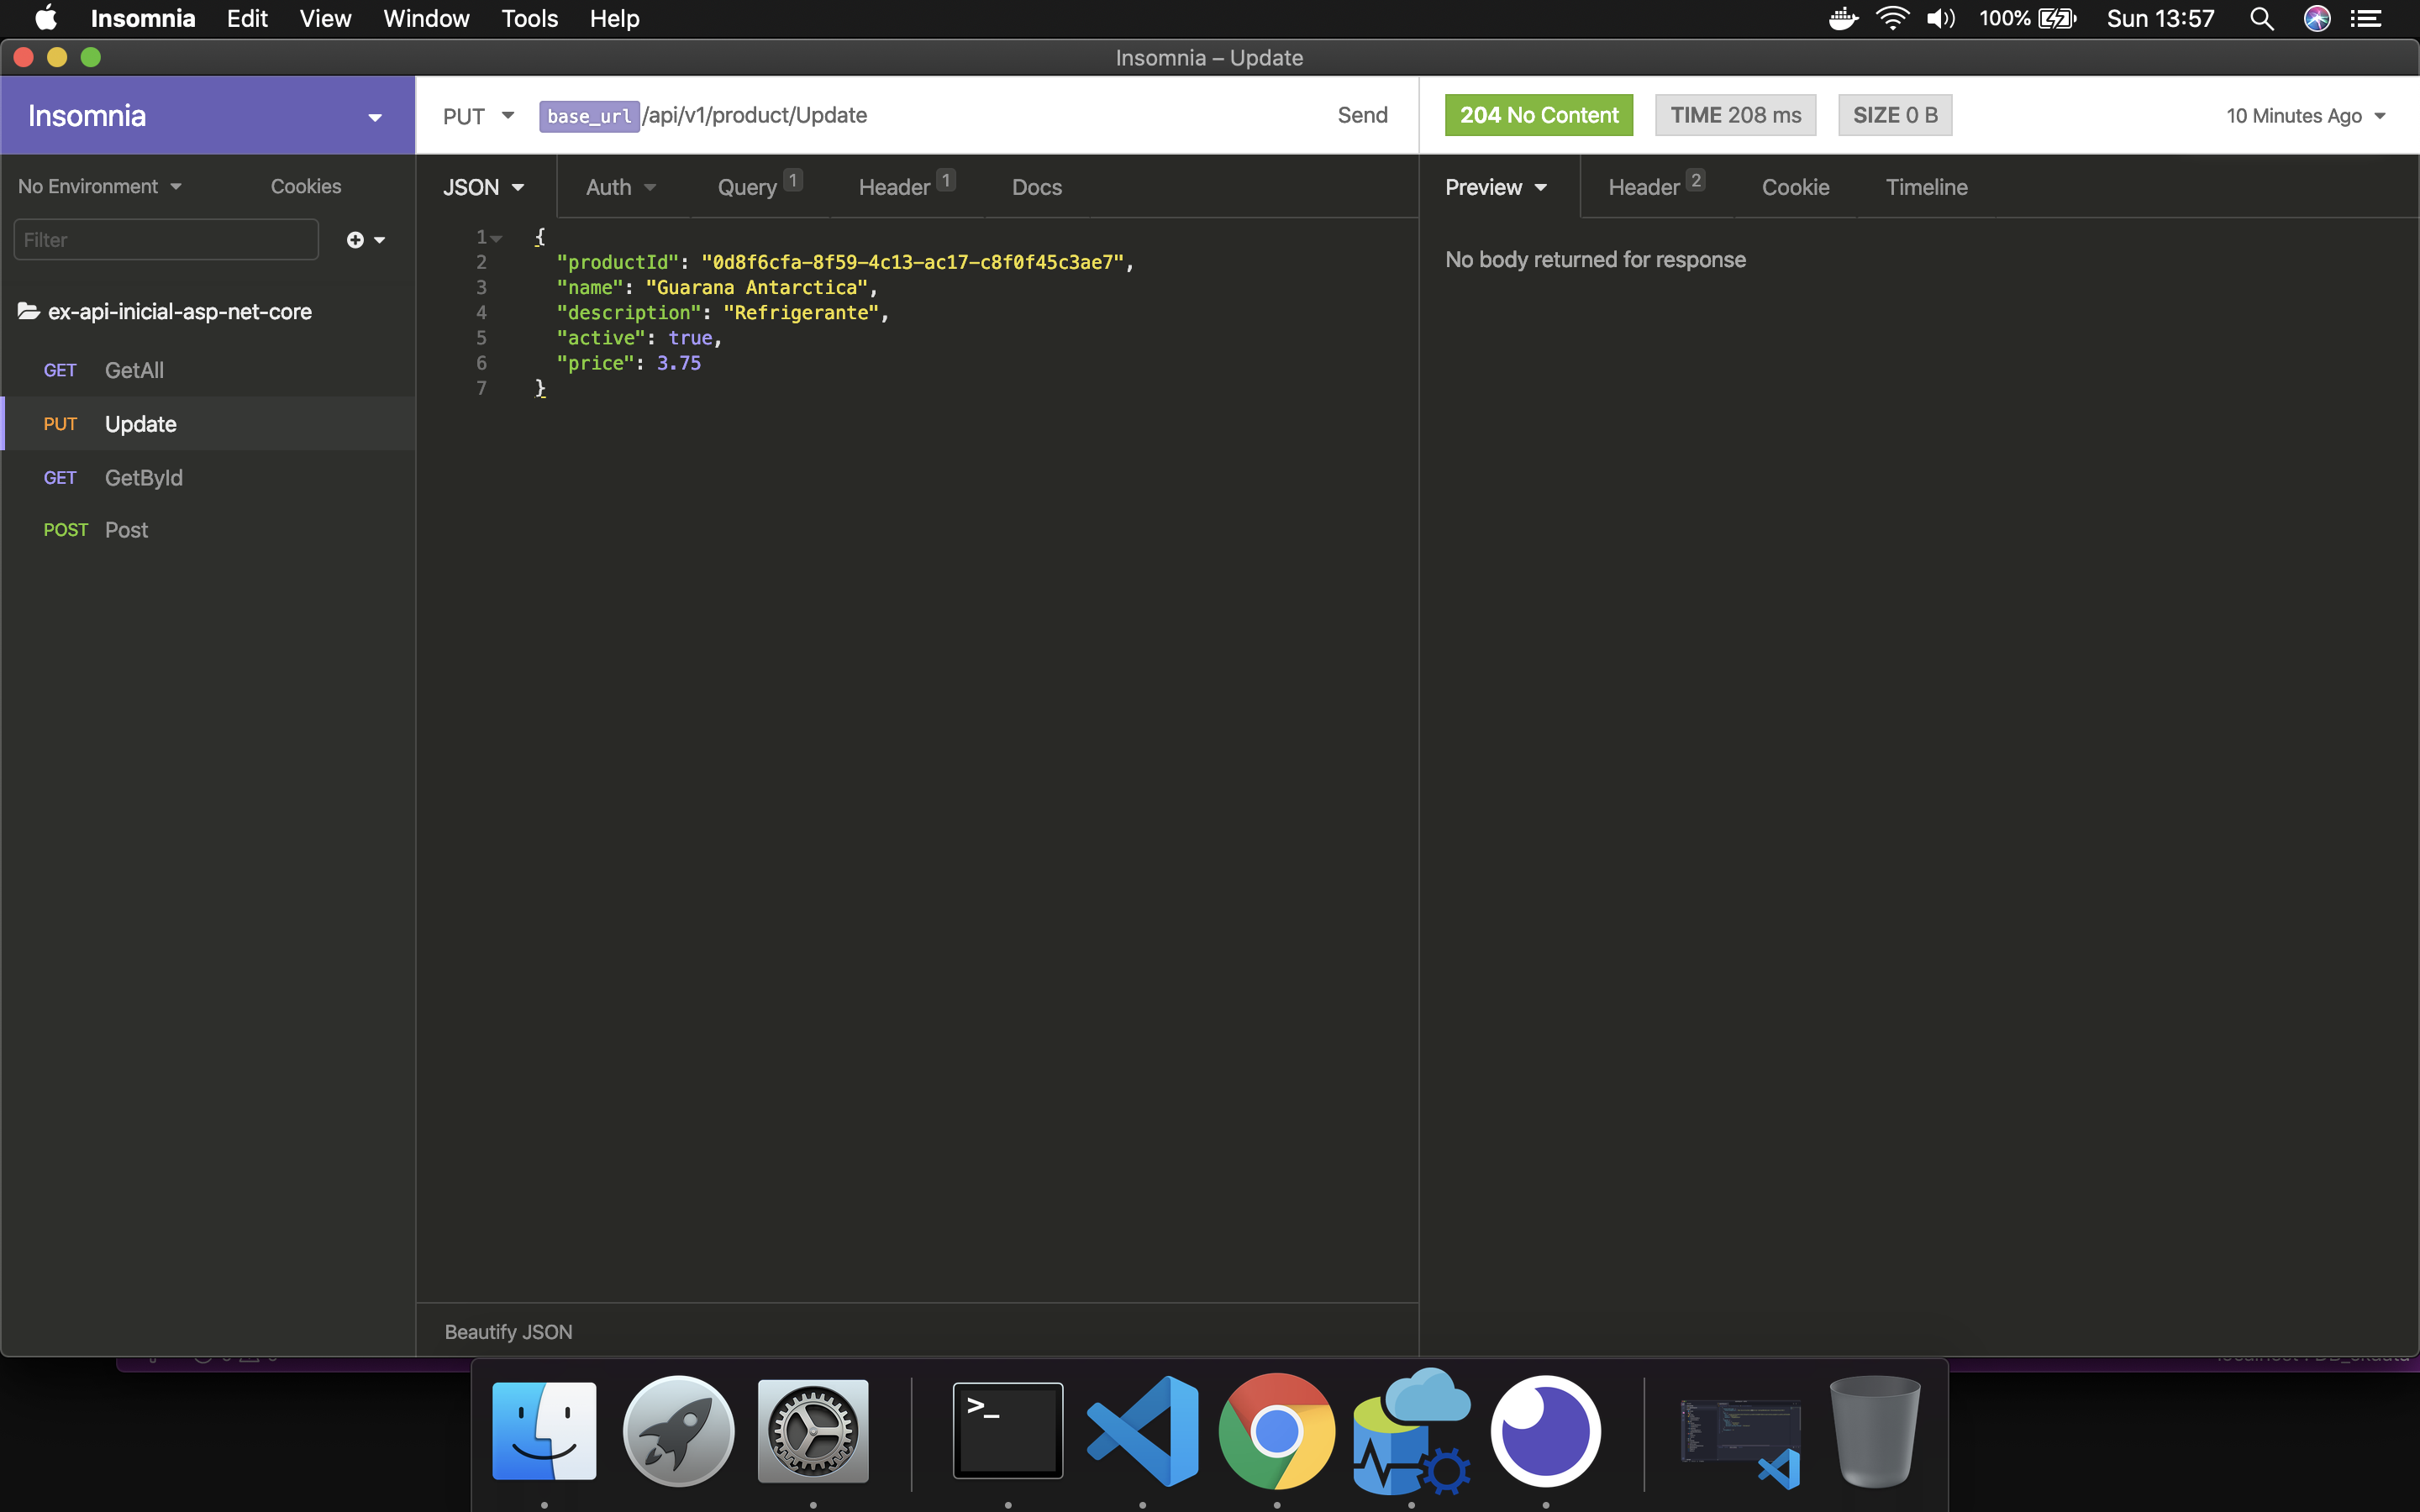 Insomnia Edit View Window Tools Help 100% Sun 13:57
Insomnia – Update
Insomnia
PUT base_url/api/v1/product/Update Send
204 No Content TIME 208 ms SIZE 0 B 10 Minutes Ago
No Environment Cookies
Filter
ex-api-inicial-asp-net-core
GET GetAll
PUT Update
GET GetById
POST Post
JSON Auth Query 1 Header 1 Docs
1 {
2 "productId": "0d8f6cfa-8f59-4c13-ac17-c8f0f45c3ae7",
3 "name": "Guarana Antarctica",
4 "description": "Refrigerante",
5 "active": true,
6 "price": 3.75
7 }
Beautify JSON
Preview Header 2 Cookie Timeline
No body returned for response
>_